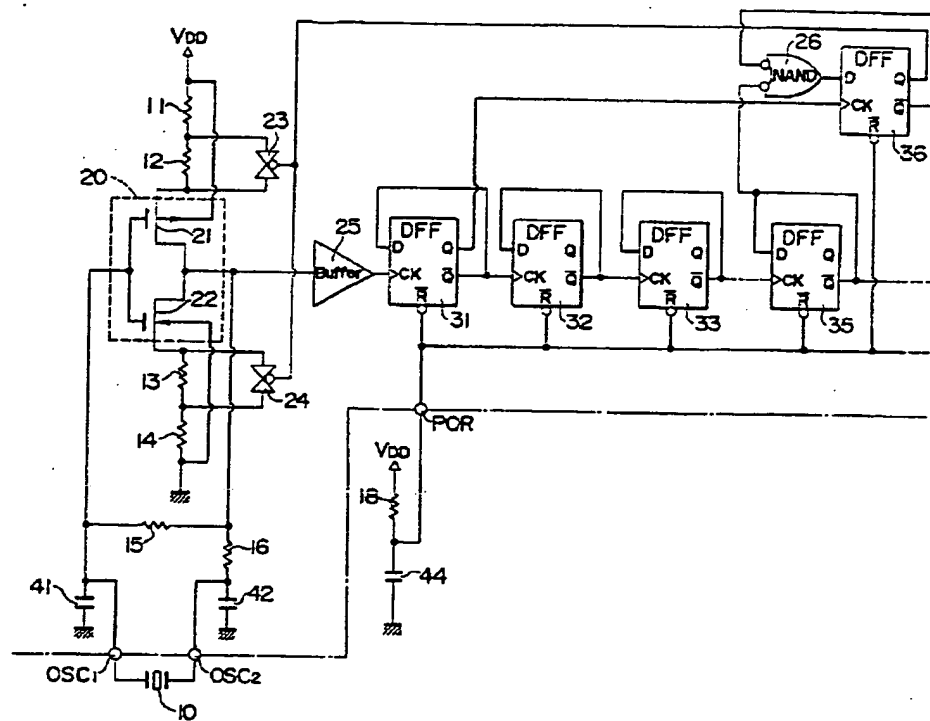 VDD
11
12
20
21
22
23
13
14
24
25
Buffer
DFF
D
Q
CK
Q̅
R̅
31
DFF
D
Q
CK
Q̅
R̅
32
DFF
D
Q
CK
Q̅
R̅
33
DFF
D
Q
CK
Q̅
R̅
35
26
NAND
DFF
D
Q
CK
Q̅
R̅
36
POR
VDD
18
44
15
16
41
42
OSC1
OSC2
10